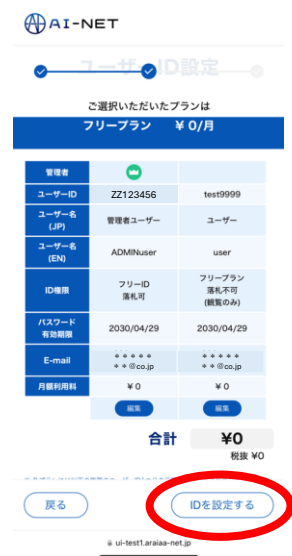 AI-NET
ユーザーID設定
ご選択いただいたプランは
フリープラン ¥ 0/月
管理者
ユーザーID ZZ123456 test9999
ユーザー名
(JP) 管理者ユーザー ユーザー
ユーザー名
(EN) ADMINuser user
ID権限 フリーID
落札可 フリープラン
落札不可
(観覧のみ)
パスワード
有効期限 2030/04/29 2030/04/29
E-mail * * * * *
* * @co.jp * * * * *
* * @co.jp
月額利用料 ¥ 0 ¥ 0
編集 編集
合計 ¥0
税抜 ¥0
戻る IDを設定する
ui-test1.araiaa-net.jp